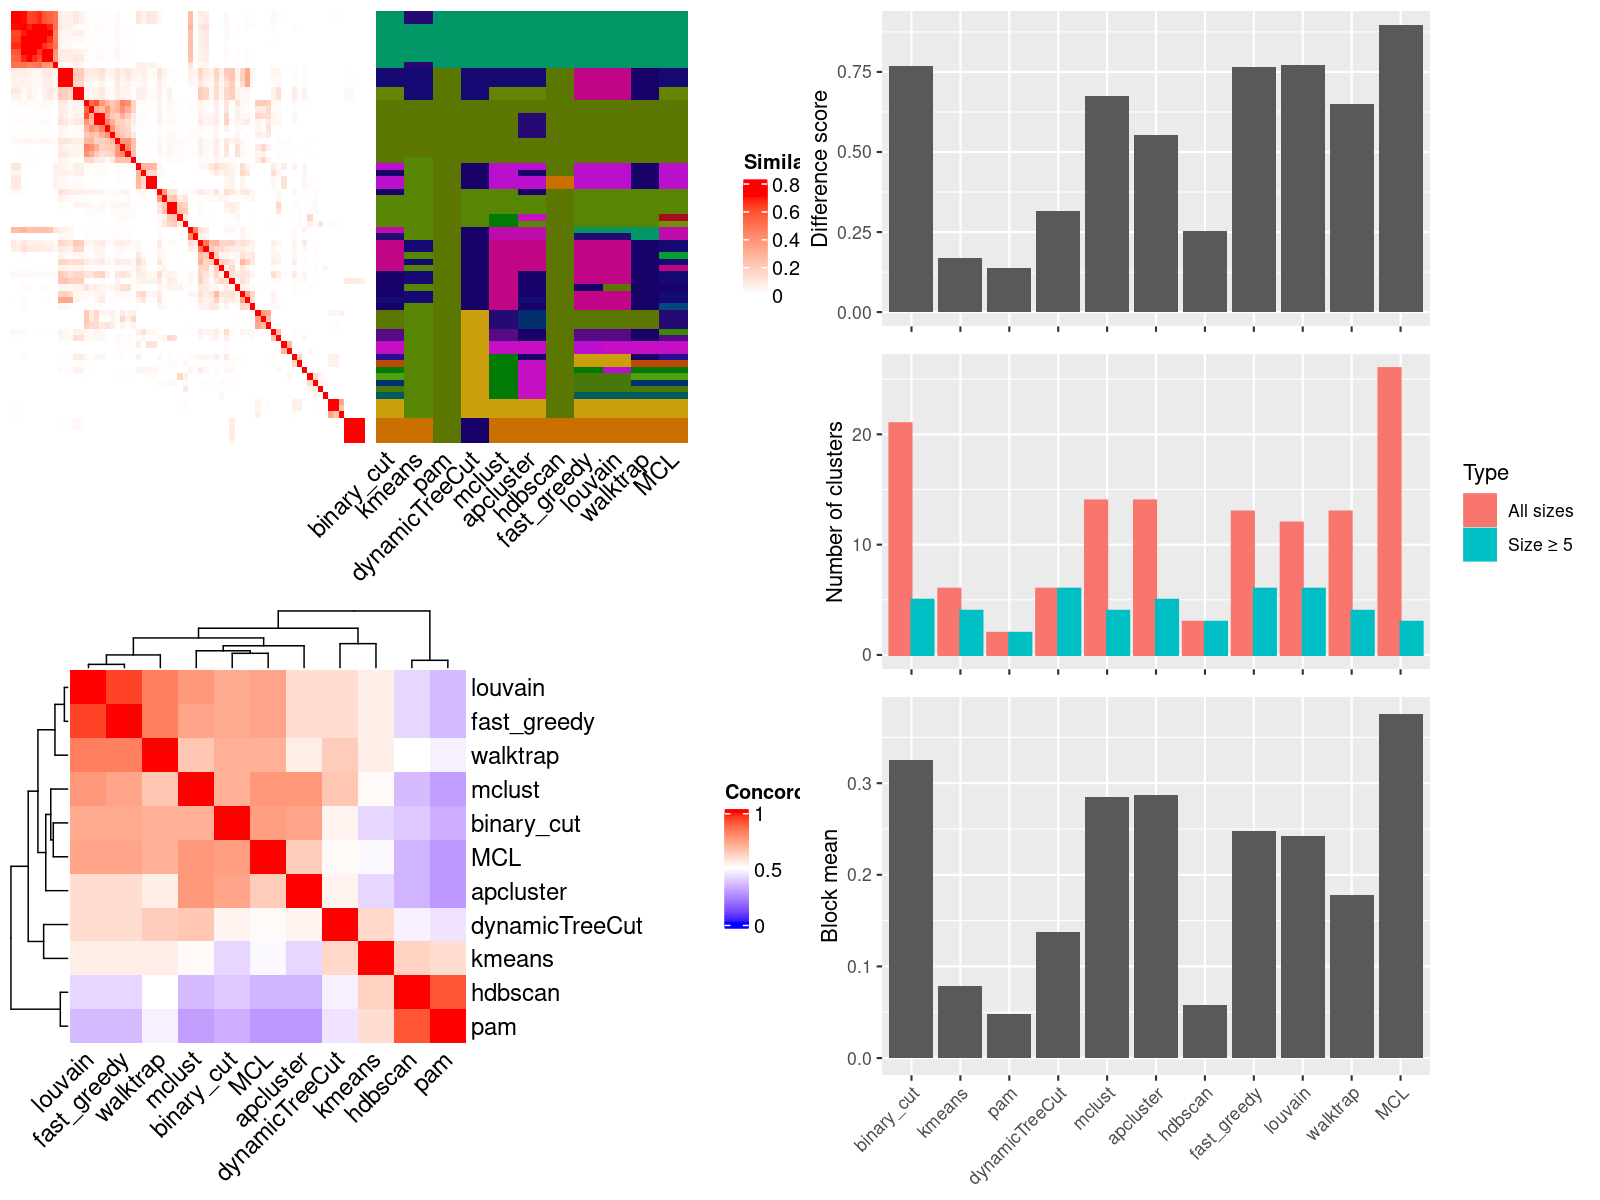 Simila
0.8
0.6
0.4
0.2
0
binary_cut
kmeans
pam
dynamicTreeCut
mclust
apcluster
hdbscan
fast_greedy
louvain
walktrap
MCL
louvain
fast_greedy
walktrap
mclust
binary_cut
MCL
apcluster
dynamicTreeCut
kmeans
hdbscan
pam
louvain
fast_greedy
walktrap
mclust
binary_cut
MCL
apcluster
dynamicTreeCut
kmeans
hdbscan
pam
Concord
1
0.5
0
Difference score
0.75
0.50
0.25
0.00
Number of clusters
20
10
0
Type
All sizes
Size ≥ 5
Block mean
0.3
0.2
0.1
0.0
binary_cut
kmeans
pam
dynamicTreeCut
mclust
apcluster
hdbscan
fast_greedy
louvain
walktrap
MCL